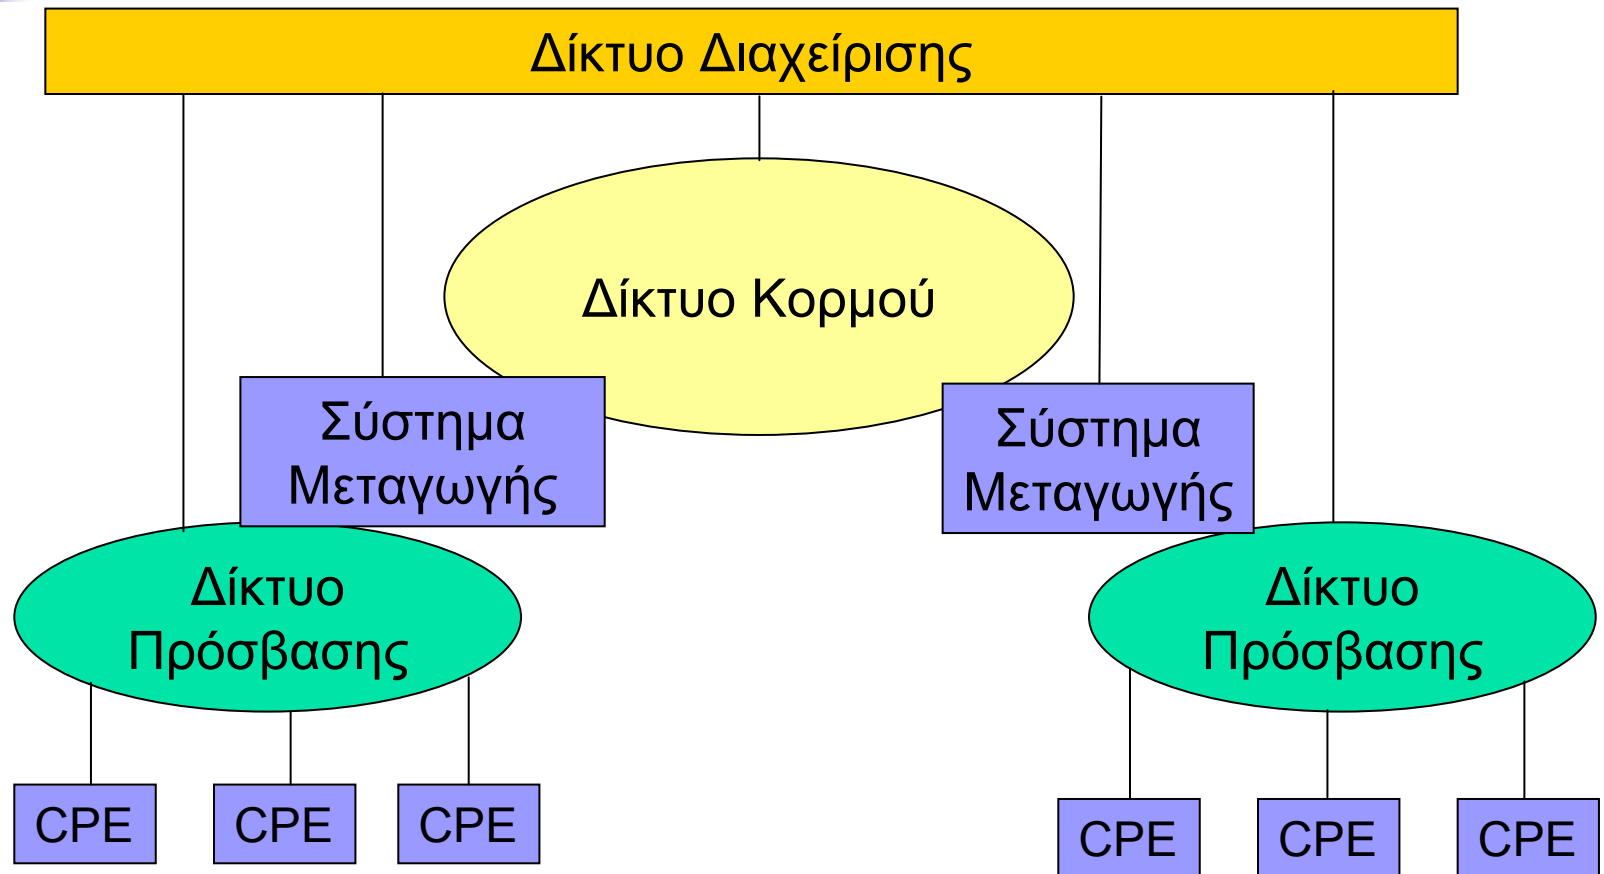 Δίκτυο Διαχείρισης
Δίκτυο Κορμού
Σύστημα
Μεταγωγής
Σύστημα
Μεταγωγής
Δίκτυο
Πρόσβασης
Δίκτυο
Πρόσβασης
CPE
CPE
CPE
CPE
CPE
CPE